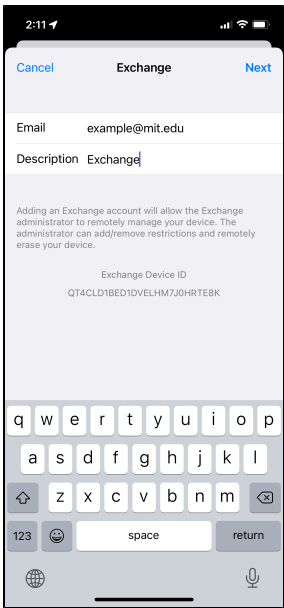 2:11
Cancel Exchange Next
Email example@mit.edu
Description Exchange
Adding an Exchange account will allow the Exchange
administrator to remotely manage your device. The
administrator can add/remove restrictions and remotely
erase your device.
Exchange Device ID
QT4CLD1BED1DVELHM7J0HRTE8K
q w e r t y u i o p
a s d f g h j k l
z x c v b n m
123 space return